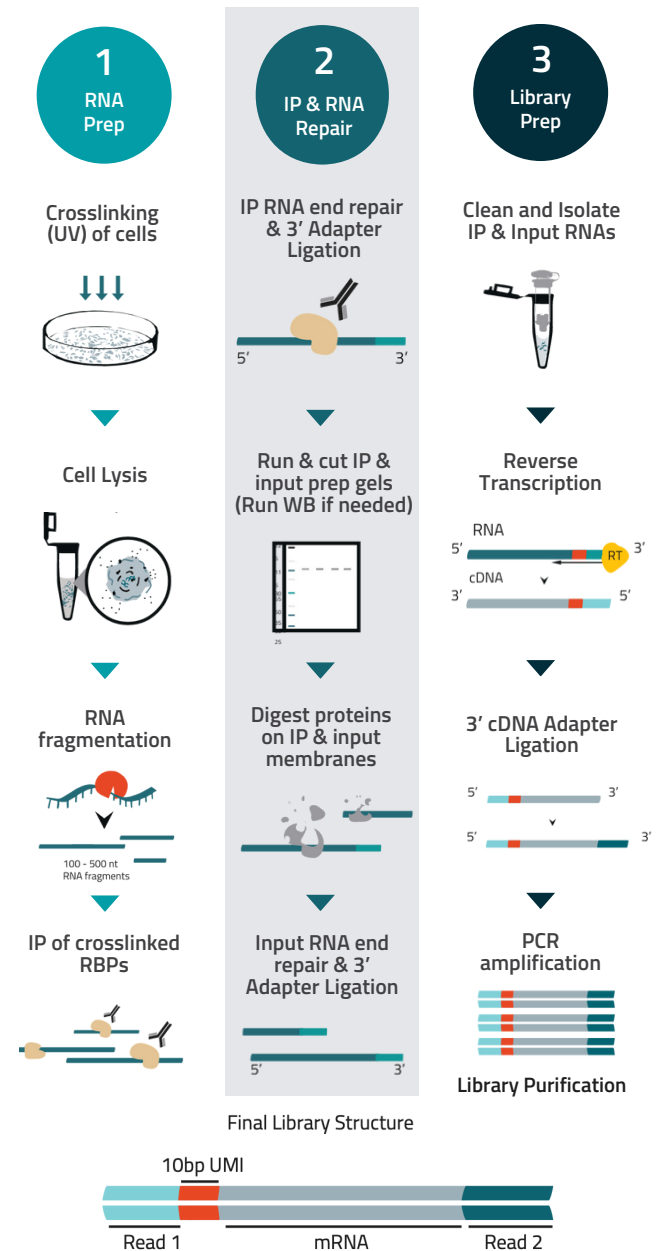 1
RNA
Prep
Crosslinking
(UV) of cells
Cell Lysis
RNA
fragmentation
100 - 500 nt
RNA fragments
IP of crosslinked
RBPs
2
IP & RNA
Repair
IP RNA end repair
& 3′ Adapter
Ligation
5′ 3′
Run & cut IP &
input prep gels
(Run WB if needed)
25
Digest proteins
on IP & input
membranes
Input RNA end
repair & 3′
Adapter Ligation
5′ 3′
3
Library
Prep
Clean and Isolate
IP & Input RNAs
Reverse
Transcription
RNA
5′ RT 3′
cDNA
3′ 5′
3′ cDNA Adapter
Ligation
5′ 3′
5′ 3′
PCR
amplification
Library Purification
Final Library Structure
10bp UMI
Read 1 mRNA Read 2